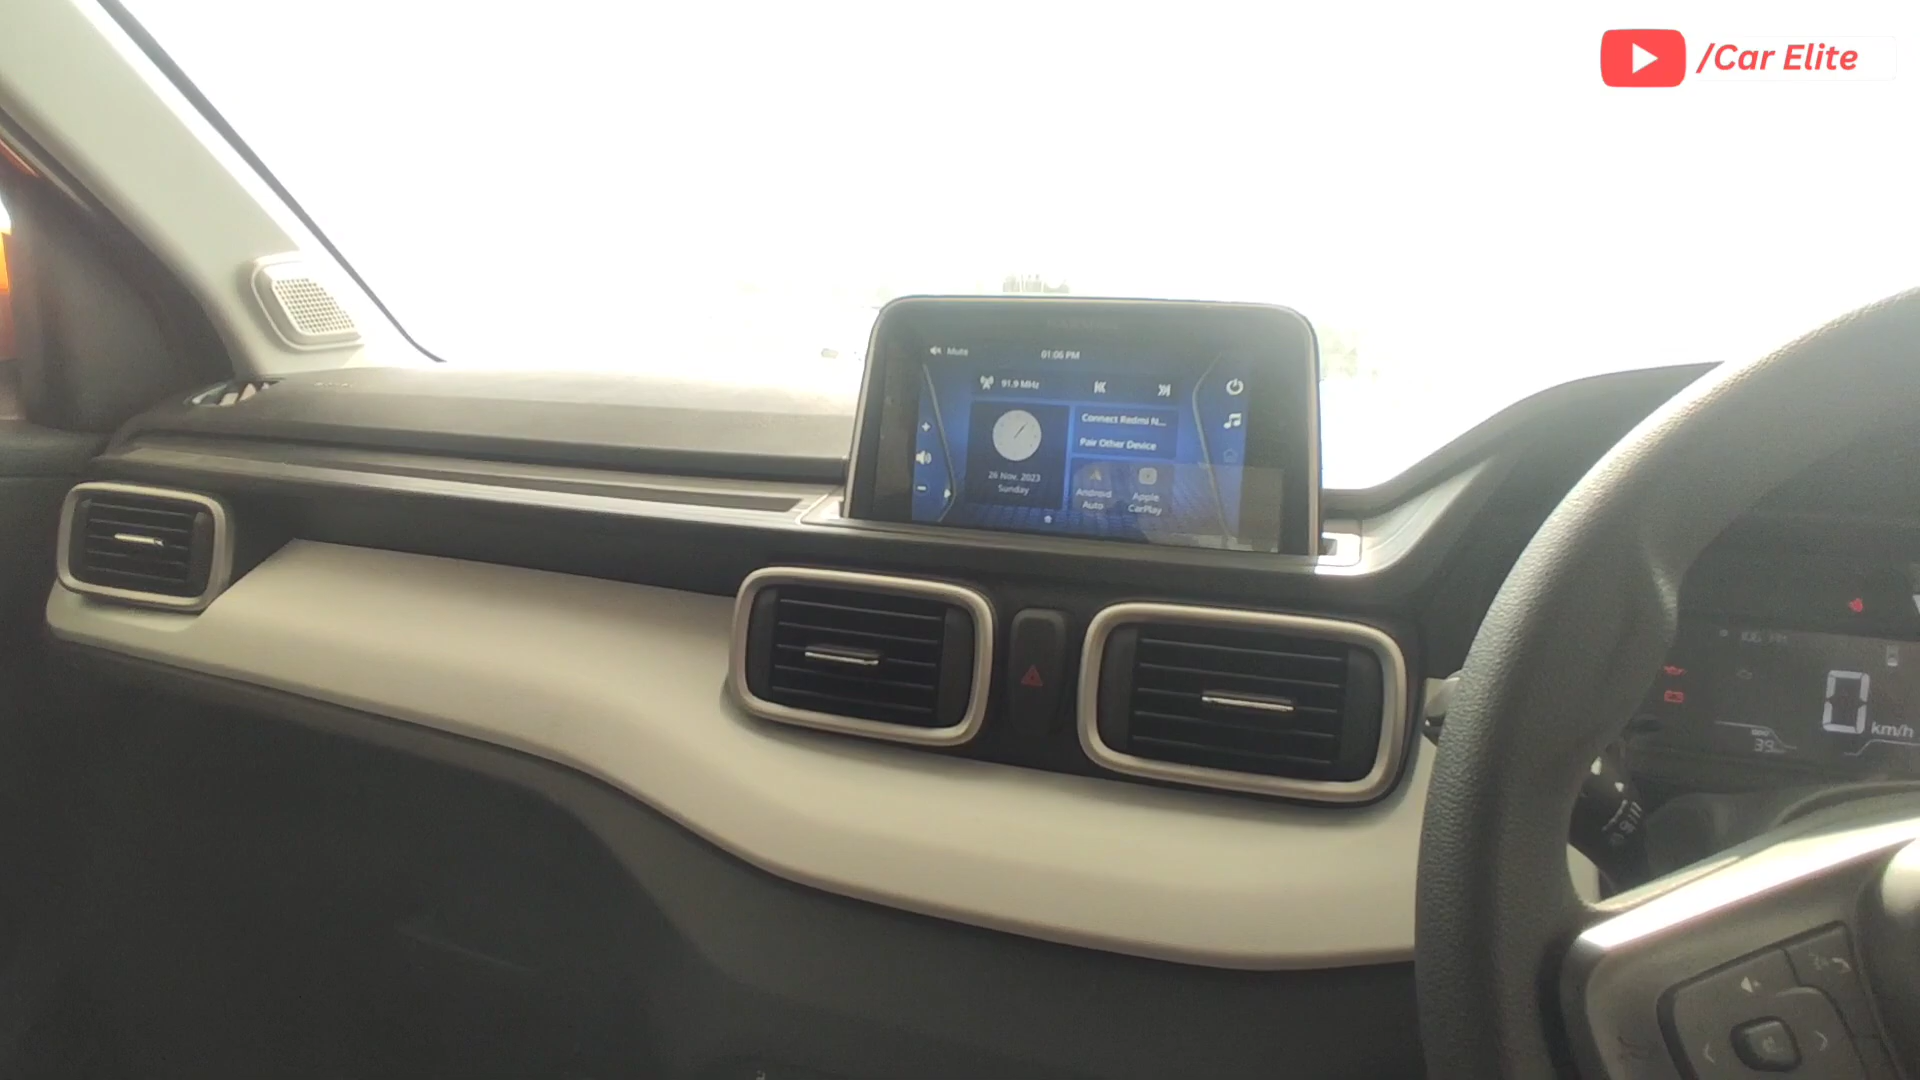 /Car Elite
Mute
01:06 PM
91.9 MHz
Connect Redmi N...
Pair Other Device
26 Nov. 2023
Sunday
Android
Auto
Apple
CarPlay
0
km/h
39